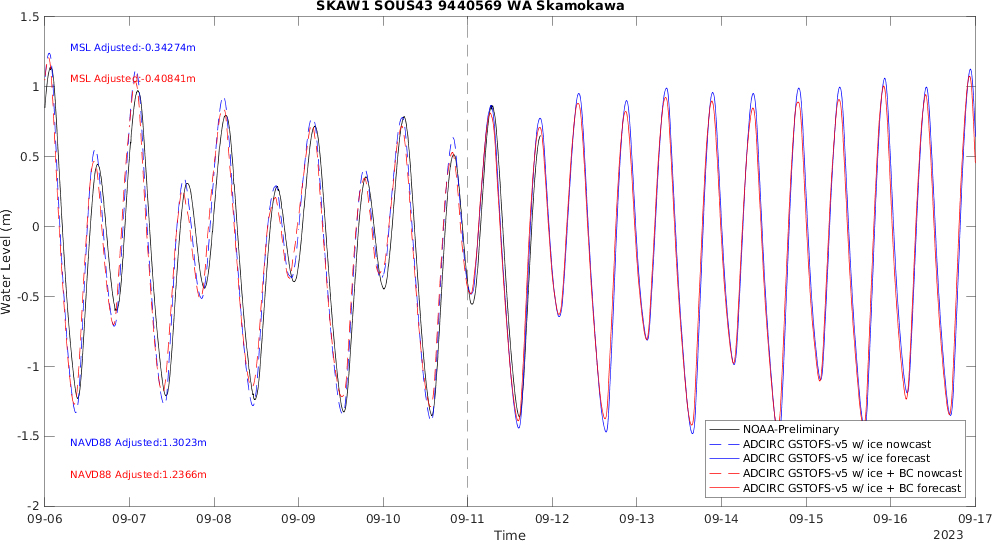 SKAW1 SOUS43 9440569 WA Skamokawa
1.5
1
0.5
0
-0.5
-1
-1.5
-2
Water Level (m)
MSL Adjusted:-0.34274m
MSL Adjusted:-0.40841m
NAVD88 Adjusted:1.3023m
NAVD88 Adjusted:1.2366m
NOAA-Preliminary
ADCIRC GSTOFS-v5 w/ ice nowcast
ADCIRC GSTOFS-v5 w/ ice forecast
ADCIRC GSTOFS-v5 w/ ice + BC nowcast
ADCIRC GSTOFS-v5 w/ ice + BC forecast
09-06 09-07 09-08 09-09 09-10 09-11 09-12 09-13 09-14 09-15 09-16 09-17
Time
2023